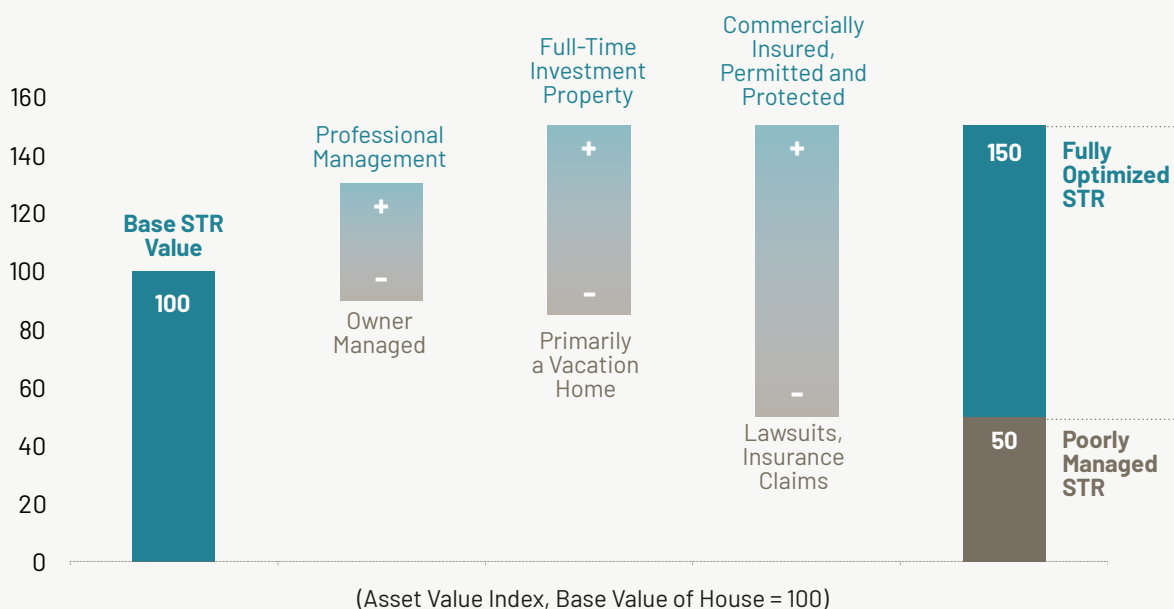 Commercially
Insured,
Permitted and
Protected
Full-Time
Investment
Property
Professional
Management
Base STR
Value
160
140
120
100
80
60
40
20
0
100
+
–
Owner
Managed
+
–
Primarily
a Vacation
Home
+
–
Lawsuits,
Insurance
Claims
150
Fully
Optimized
STR
50
Poorly
Managed
STR
(Asset Value Index, Base Value of House = 100)